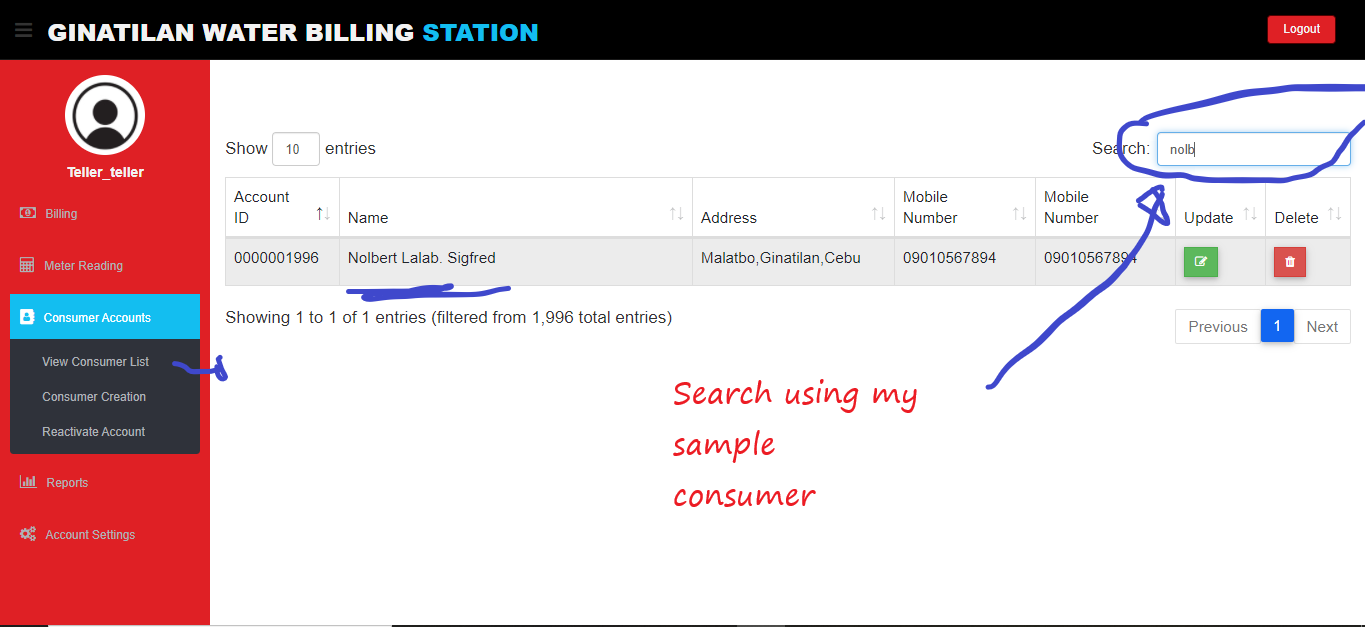 GINATILAN WATER BILLING STATION
Logout
Teller_teller
Billing
Meter Reading
Consumer Accounts
View Consumer List
Consumer Creation
Reactivate Account
Reports
Account Settings
Show 10 entries
Search: nolb
Account ID Name Address Mobile Number Mobile Number Update Delete
0000001996 Nolbert Lalab. Sigfred Malatbo,Ginatilan,Cebu 09010567894 09010567894
Showing 1 to 1 of 1 entries (filtered from 1,996 total entries)
Previous 1 Next
Search using my
sample
consumer